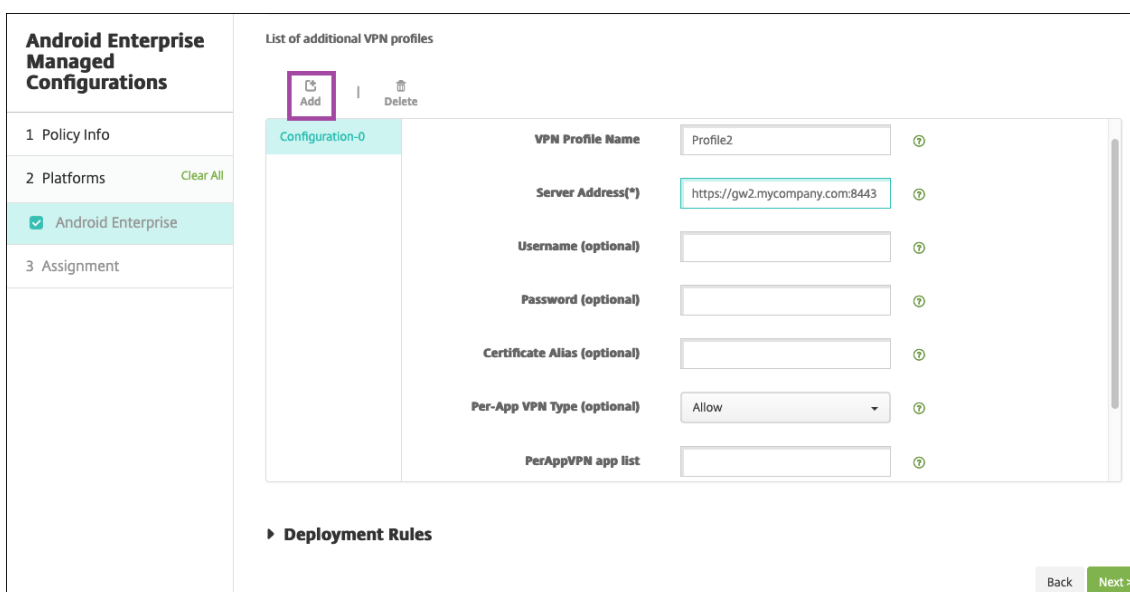 Android Enterprise
Managed
Configurations
1 Policy Info
2 Platforms
Clear All
Android Enterprise
3 Assignment
List of additional VPN profiles
Add
|
Delete
Configuration-0
VPN Profile Name
Profile2
Server Address(*)
https://gw2.mycompany.com:8443
Username (optional)
Password (optional)
Certificate Alias (optional)
Per-App VPN Type (optional)
Allow
PerAppVPN app list
Deployment Rules
Back
Next >